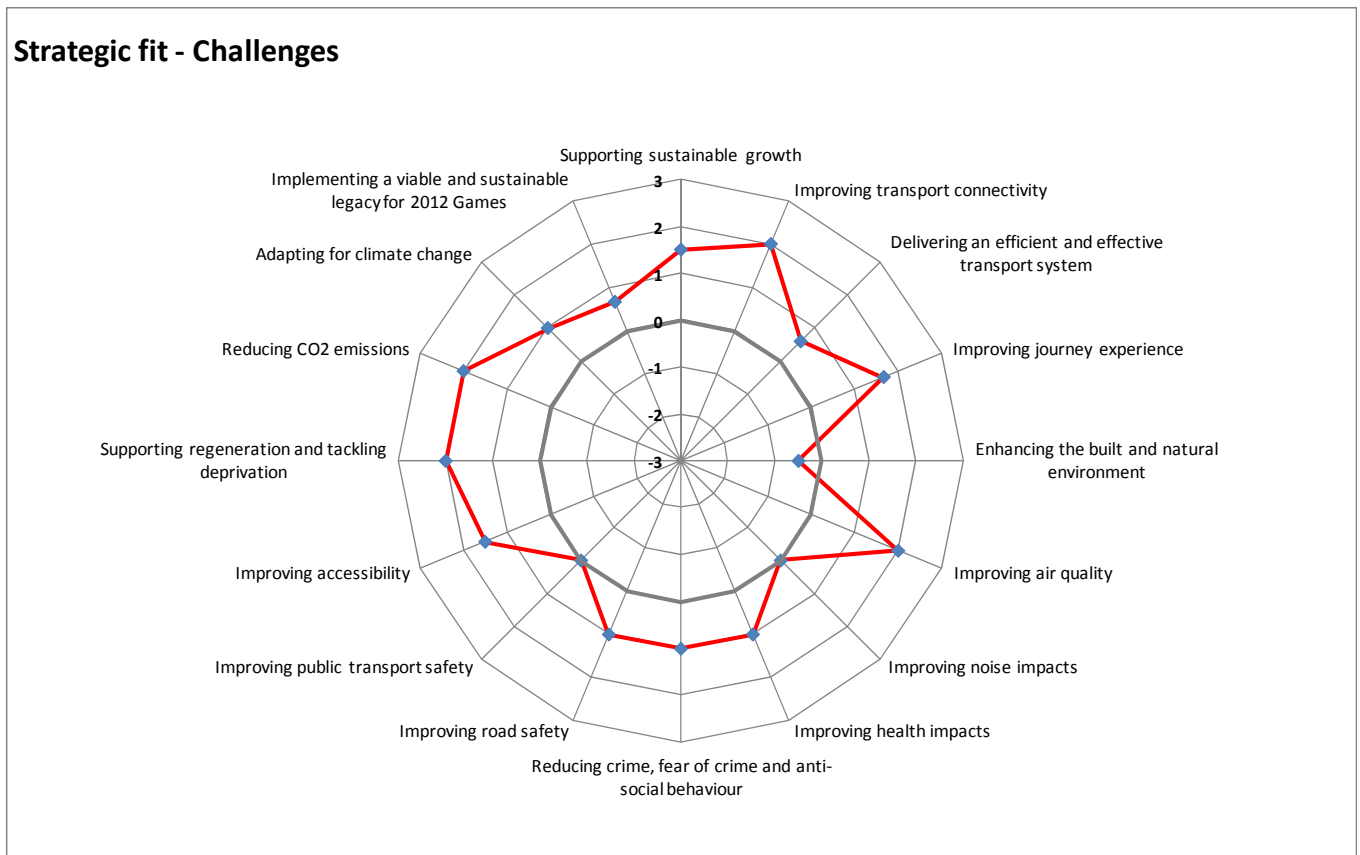 Strategic fit - Challenges
Supporting sustainable growth
Improving transport connectivity
Delivering an efficient and effective
transport system
Improving journey experience
Enhancing the built and natural
environment
Improving air quality
Improving noise impacts
Improving health impacts
Reducing crime, fear of crime and anti-
social behaviour
Improving road safety
Improving public transport safety
Improving accessibility
Supporting regeneration and tackling
deprivation
Reducing CO2 emissions
Adapting for climate change
Implementing a viable and sustainable
legacy for 2012 Games
3
2
1
0
-1
-2
-3